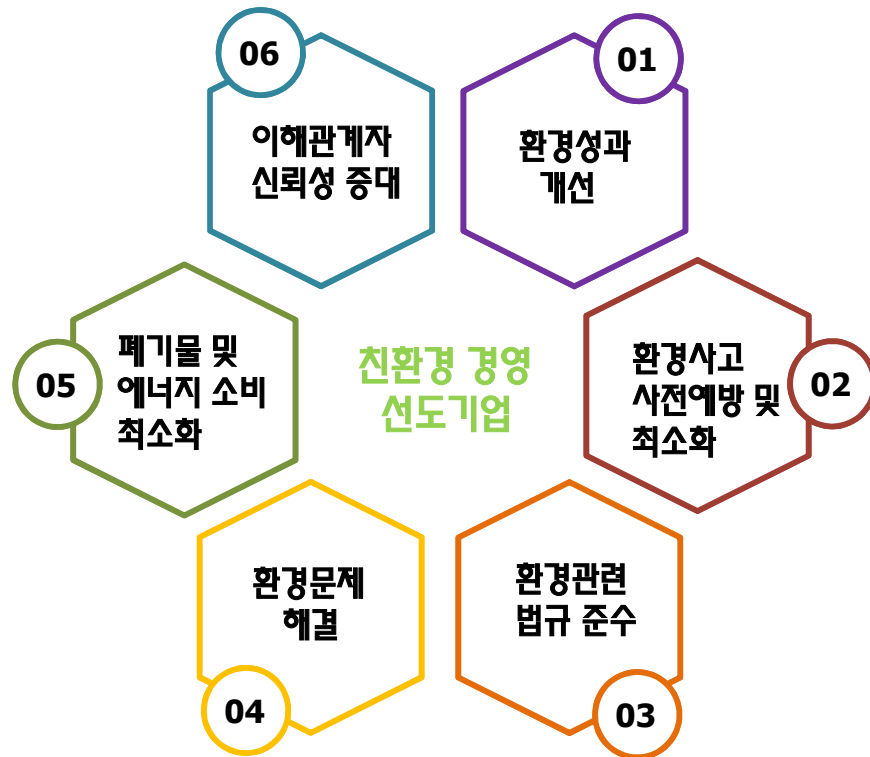 친환경 경영
선도기업
01
환경성과
개선
02
환경사고
사전예방 및
최소화
03
환경관련
법규 준수
04
환경문제
해결
05
폐기물 및
에너지 소비
최소화
06
이해관계자
신뢰성 증대